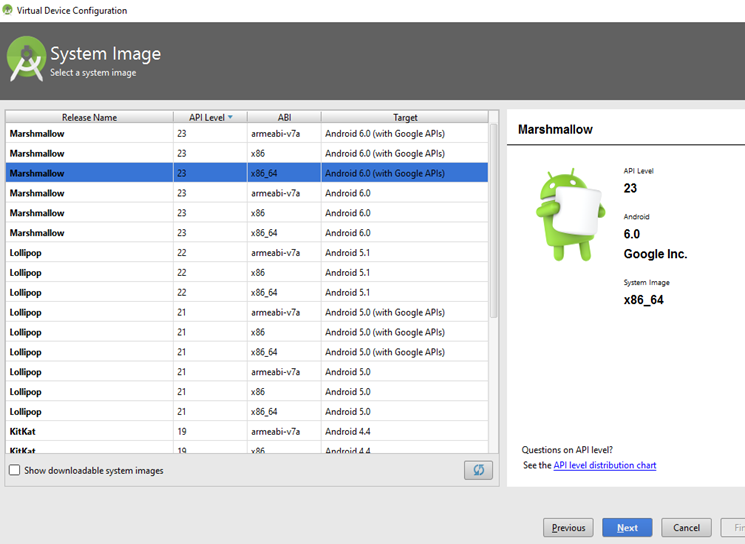 Virtual Device Configuration
System Image
Select a system image
Release Name API Level ABI Target
Marshmallow 23 armeabi-v7a Android 6.0 (with Google APIs)
Marshmallow 23 x86 Android 6.0 (with Google APIs)
Marshmallow 23 x86_64 Android 6.0 (with Google APIs)
Marshmallow 23 armeabi-v7a Android 6.0
Marshmallow 23 x86 Android 6.0
Marshmallow 23 x86_64 Android 6.0
Lollipop 22 armeabi-v7a Android 5.1
Lollipop 22 x86 Android 5.1
Lollipop 22 x86_64 Android 5.1
Lollipop 21 armeabi-v7a Android 5.0 (with Google APIs)
Lollipop 21 x86 Android 5.0 (with Google APIs)
Lollipop 21 x86_64 Android 5.0 (with Google APIs)
Lollipop 21 armeabi-v7a Android 5.0
Lollipop 21 x86 Android 5.0
Lollipop 21 x86_64 Android 5.0
KitKat 19 armeabi-v7a Android 4.4
KitKat 19 x86 Android 4.4
Show downloadable system images
Marshmallow
API Level
23
Android
6.0
Google Inc.
System Image
x86_64
Questions on API level?
See the API level distribution chart
Previous Next Cancel